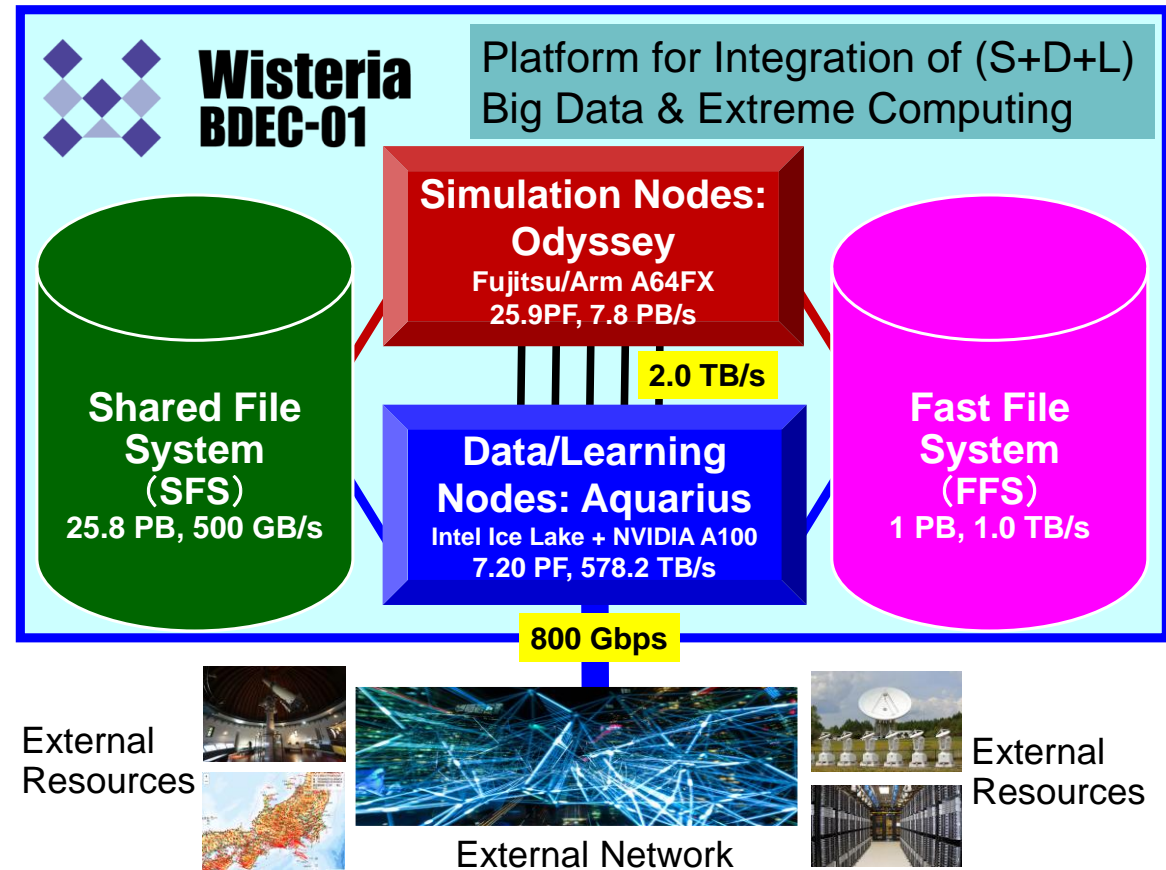 Wisteria
BDEC-01
Platform for Integration of (S+D+L)
Big Data & Extreme Computing
Simulation Nodes:
Odyssey
Fujitsu/Arm A64FX
25.9PF, 7.8 PB/s
2.0 TB/s
Shared File
System
（SFS）
25.8 PB, 500 GB/s
Data/Learning
Nodes: Aquarius
Intel Ice Lake + NVIDIA A100
7.20 PF, 578.2 TB/s
Fast File
System
（FFS）
1 PB, 1.0 TB/s
800 Gbps
External
Resources
External
Resources
External Network